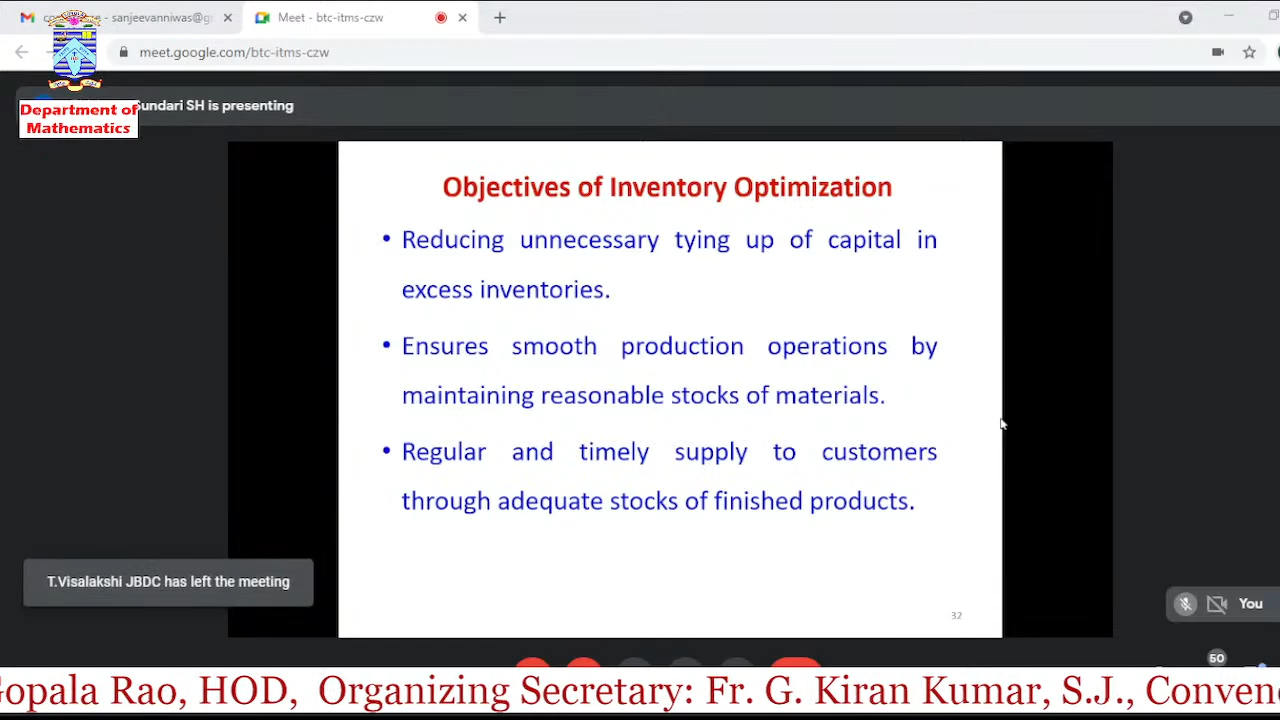 sanjeevanniwas@g
Meet - btc-itms-czw
meet.google.com/btc-itms-czw
Department of
Mathematics
undari SH is presenting
Objectives of Inventory Optimization
• Reducing unnecessary tying up of capital in
excess inventories.
• Ensures smooth production operations by
maintaining reasonable stocks of materials.
• Regular and timely supply to customers
through adequate stocks of finished products.
T.Visalakshi JBDC has left the meeting
32
You
50
Gopala Rao, HOD, Organizing Secretary: Fr. G. Kiran Kumar, S.J., Convend